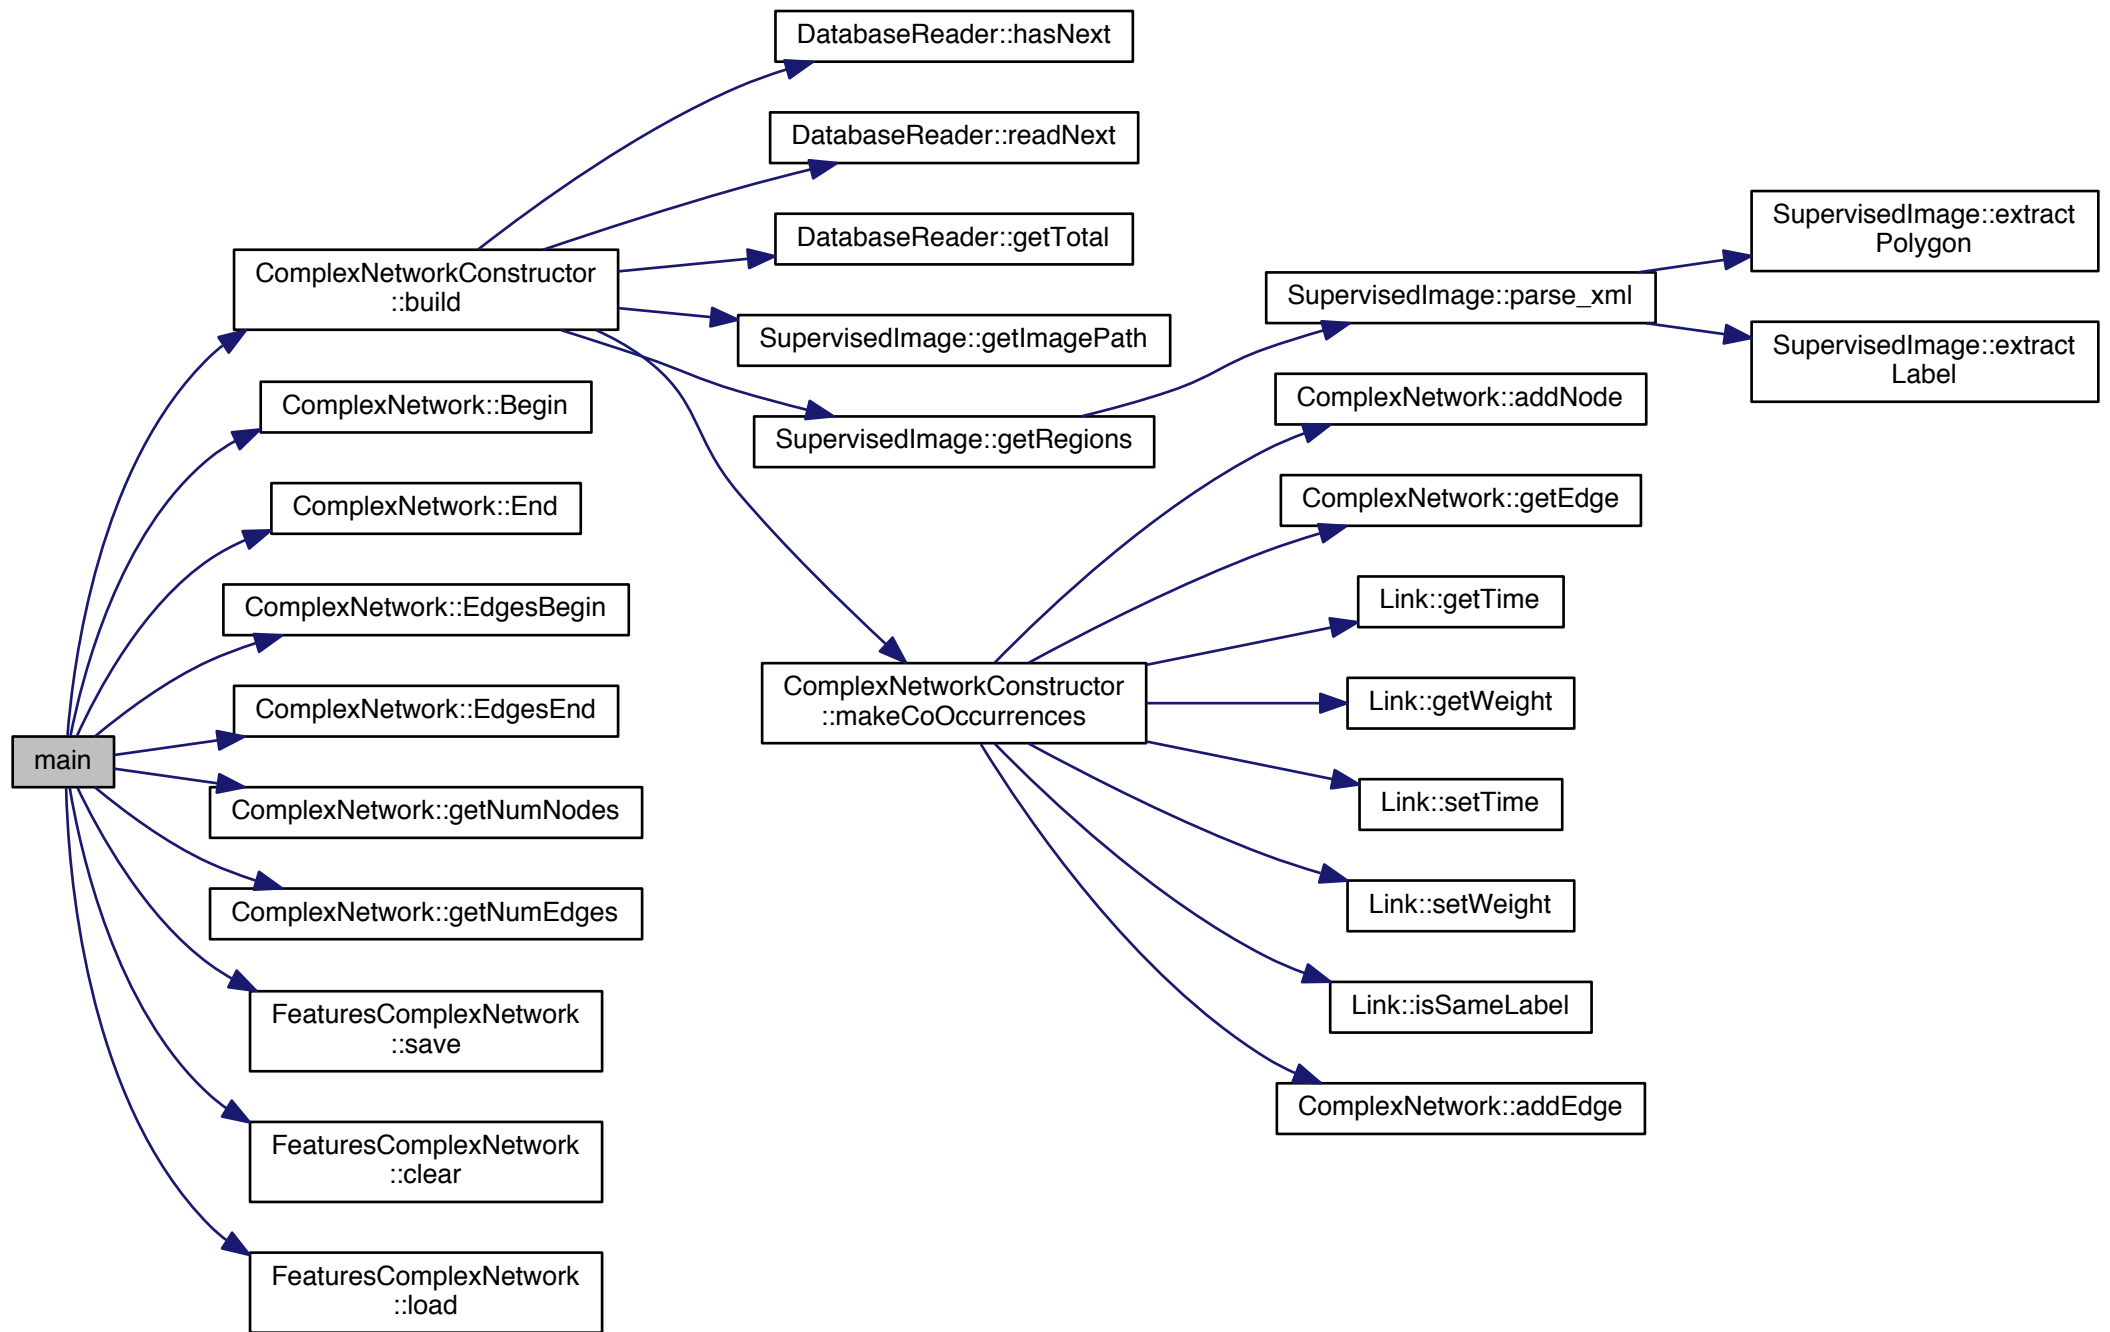 main
ComplexNetworkConstructor
::build
ComplexNetwork::Begin
ComplexNetwork::End
ComplexNetwork::EdgesBegin
ComplexNetwork::EdgesEnd
ComplexNetwork::getNumNodes
ComplexNetwork::getNumEdges
FeaturesComplexNetwork
::save
FeaturesComplexNetwork
::clear
FeaturesComplexNetwork
::load
DatabaseReader::hasNext
DatabaseReader::readNext
DatabaseReader::getTotal
SupervisedImage::getImagePath
SupervisedImage::getRegions
ComplexNetworkConstructor
::makeCoOccurrences
SupervisedImage::parse_xml
ComplexNetwork::addNode
ComplexNetwork::getEdge
Link::getTime
Link::getWeight
Link::setTime
Link::setWeight
Link::isSameLabel
ComplexNetwork::addEdge
SupervisedImage::extract
Polygon
SupervisedImage::extract
Label